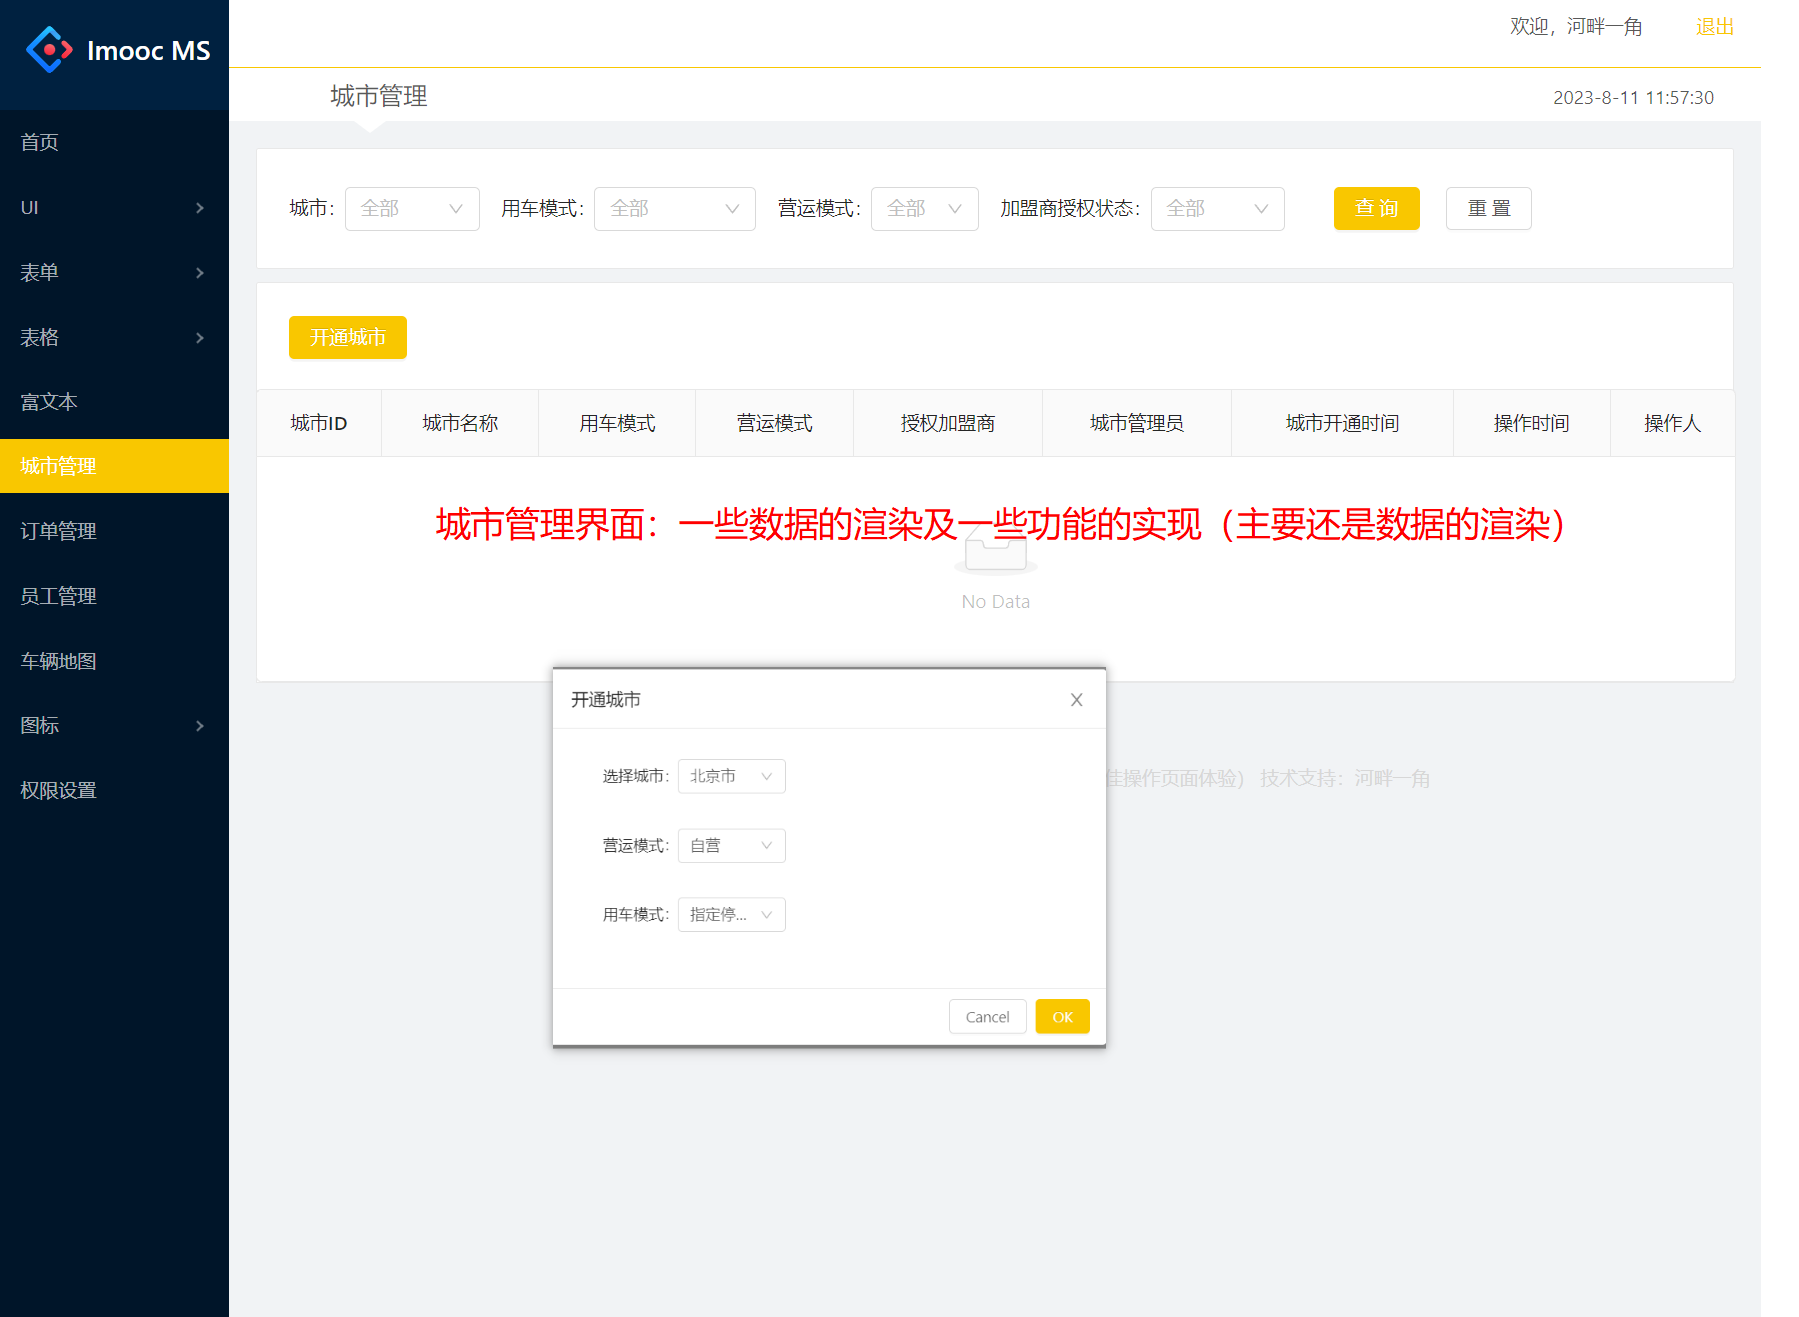 Imooc MS
欢迎，河畔一角 退出
城市管理 2023-8-11 11:57:30
首页
UI
表单
表格
富文本
城市管理
订单管理
员工管理
车辆地图
图标
权限设置
城市： 全部 用车模式： 全部 营运模式： 全部 加盟商授权状态： 全部 查 询 重 置
开通城市
城市ID 城市名称 用车模式 营运模式 授权加盟商 城市管理员 城市开通时间 操作时间 操作人
城市管理界面：一些数据的渲染及一些功能的实现（主要还是数据的渲染）
No Data
开通城市 X
选择城市： 北京市
营运模式： 自营
用车模式： 指定停...
Cancel OK
佳操作页面体验） 技术支持：河畔一角